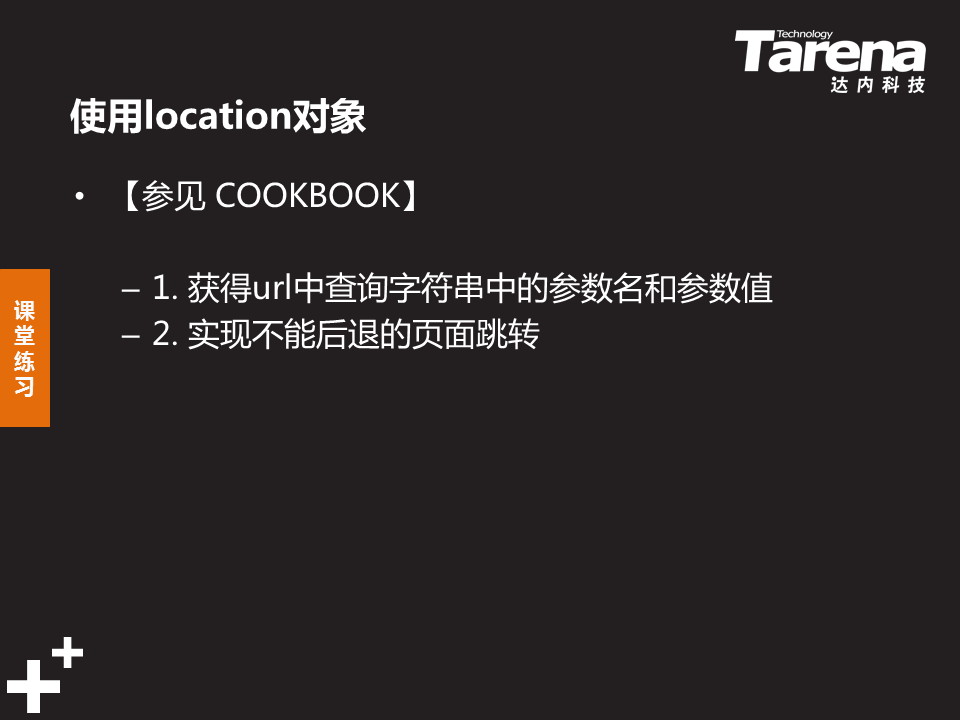 Technology
Tarena
达内科技
使用location对象
• 【参见 COOKBOOK】
– 1. 获得url中查询字符串中的参数名和参数值
– 2. 实现不能后退的页面跳转
课
堂
练
习